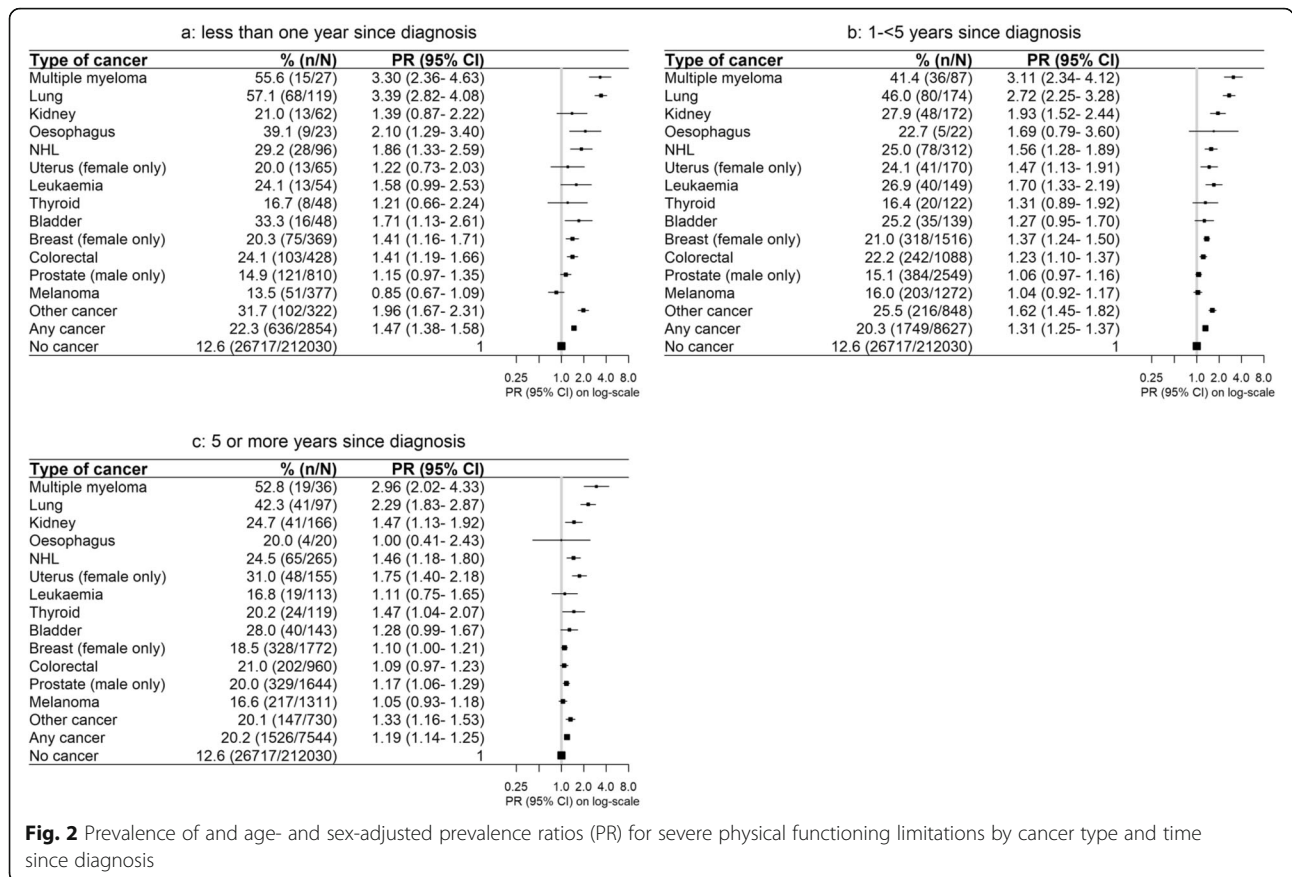 a: less than one year since diagnosis
Type of cancer % (n/N) PR (95% CI)
Multiple myeloma 55.6 (15/27) 3.30 (2.36- 4.63)
Lung 57.1 (68/119) 3.39 (2.82- 4.08)
Kidney 21.0 (13/62) 1.39 (0.87- 2.22)
Oesophagus 39.1 (9/23) 2.10 (1.29- 3.40)
NHL 29.2 (28/96) 1.86 (1.33- 2.59)
Uterus (female only) 20.0 (13/65) 1.22 (0.73- 2.03)
Leukaemia 24.1 (13/54) 1.58 (0.99- 2.53)
Thyroid 16.7 (8/48) 1.21 (0.66- 2.24)
Bladder 33.3 (16/48) 1.71 (1.13- 2.61)
Breast (female only) 20.3 (75/369) 1.41 (1.16- 1.71)
Colorectal 24.1 (103/428) 1.41 (1.19- 1.66)
Prostate (male only) 14.9 (121/810) 1.15 (0.97- 1.35)
Melanoma 13.5 (51/377) 0.85 (0.67- 1.09)
Other cancer 31.7 (102/322) 1.96 (1.67- 2.31)
Any cancer 22.3 (636/2854) 1.47 (1.38- 1.58)
No cancer 12.6 (26717/212030) 1
0.25 1.0 2.0 4.0 8.0
PR (95% CI) on log-scale
b: 1-<5 years since diagnosis
Type of cancer % (n/N) PR (95% CI)
Multiple myeloma 41.4 (36/87) 3.11 (2.34- 4.12)
Lung 46.0 (80/174) 2.72 (2.25- 3.28)
Kidney 27.9 (48/172) 1.93 (1.52- 2.44)
Oesophagus 22.7 (5/22) 1.69 (0.79- 3.60)
NHL 25.0 (78/312) 1.56 (1.28- 1.89)
Uterus (female only) 24.1 (41/170) 1.47 (1.13- 1.91)
Leukaemia 26.9 (40/149) 1.70 (1.33- 2.19)
Thyroid 16.4 (20/122) 1.31 (0.89- 1.92)
Bladder 25.2 (35/139) 1.27 (0.95- 1.70)
Breast (female only) 21.0 (318/1516) 1.37 (1.24- 1.50)
Colorectal 22.2 (242/1088) 1.23 (1.10- 1.37)
Prostate (male only) 15.1 (384/2549) 1.06 (0.97- 1.16)
Melanoma 16.0 (203/1272) 1.04 (0.92- 1.17)
Other cancer 25.5 (216/848) 1.62 (1.45- 1.82)
Any cancer 20.3 (1749/8627) 1.31 (1.25- 1.37)
No cancer 12.6 (26717/212030) 1
0.25 1.0 2.0 4.0 8.0
PR (95% CI) on log-scale
c: 5 or more years since diagnosis
Type of cancer % (n/N) PR (95% CI)
Multiple myeloma 52.8 (19/36) 2.96 (2.02- 4.33)
Lung 42.3 (41/97) 2.29 (1.83- 2.87)
Kidney 24.7 (41/166) 1.47 (1.13- 1.92)
Oesophagus 20.0 (4/20) 1.00 (0.41- 2.43)
NHL 24.5 (65/265) 1.46 (1.18- 1.80)
Uterus (female only) 31.0 (48/155) 1.75 (1.40- 2.18)
Leukaemia 16.8 (19/113) 1.11 (0.75- 1.65)
Thyroid 20.2 (24/119) 1.47 (1.04- 2.07)
Bladder 28.0 (40/143) 1.28 (0.99- 1.67)
Breast (female only) 18.5 (328/1772) 1.10 (1.00- 1.21)
Colorectal 21.0 (202/960) 1.09 (0.97- 1.23)
Prostate (male only) 20.0 (329/1644) 1.17 (1.06- 1.29)
Melanoma 16.6 (217/1311) 1.05 (0.93- 1.18)
Other cancer 20.1 (147/730) 1.33 (1.16- 1.53)
Any cancer 20.2 (1526/7544) 1.19 (1.14- 1.25)
No cancer 12.6 (26717/212030) 1
0.25 1.0 2.0 4.0 8.0
PR (95% CI) on log-scale
Fig. 2 Prevalence of and age- and sex-adjusted prevalence ratios (PR) for severe physical functioning limitations by cancer type and time
since diagnosis